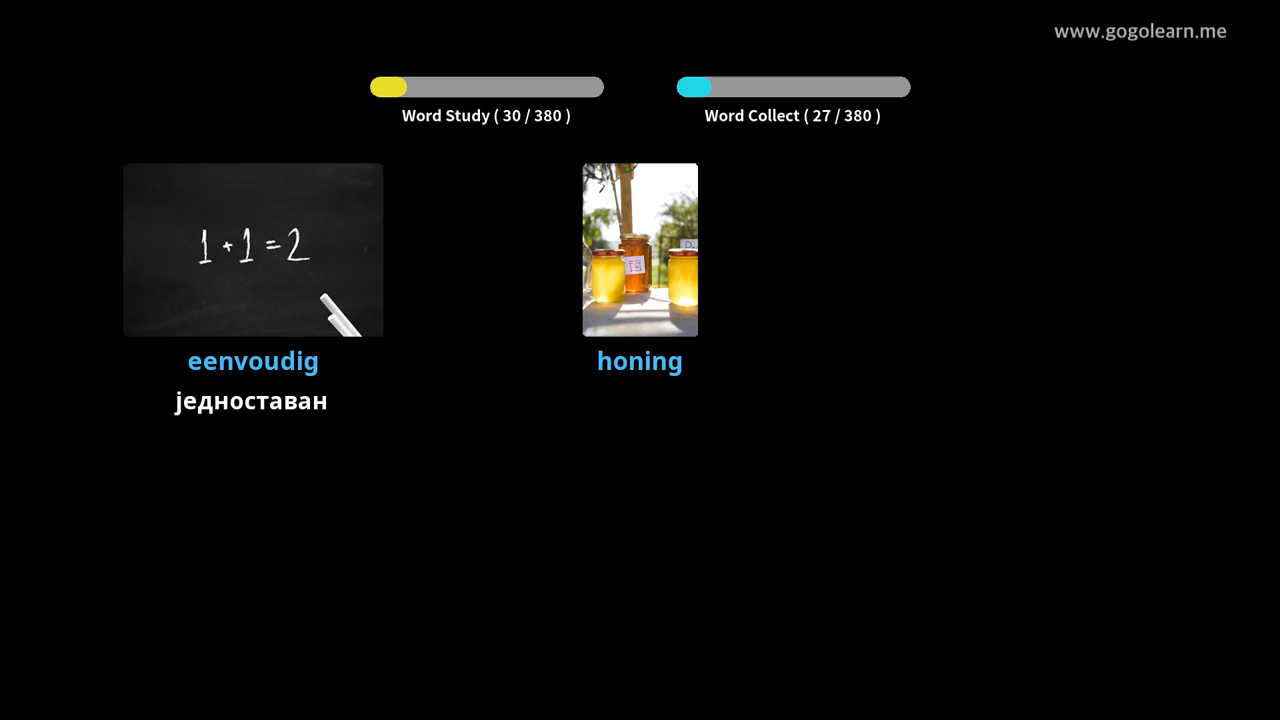 www.gogolearn.me
Word Study ( 30 / 380 )
Word Collect ( 27 / 380 )
1 + 1 = 2
eenvoudig
honing
једноставан